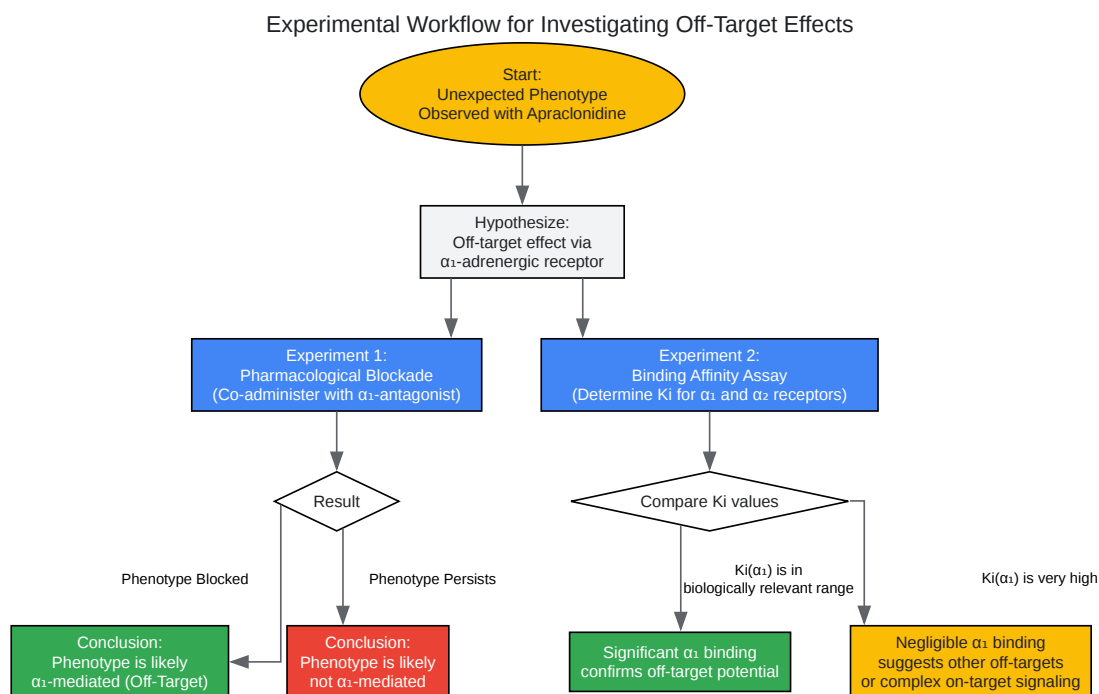 Experimental Workflow for Investigating Off-Target Effects
Start:
Unexpected Phenotype
Observed with Apraclonidine
Hypothesize:
Off-target effect via
α₁-adrenergic receptor
Experiment 1:
Pharmacological Blockade
(Co-administer with α₁-antagonist)
Experiment 2:
Binding Affinity Assay
(Determine Ki for α₁ and α₂ receptors)
Result
Compare Ki values
Phenotype Blocked
Phenotype Persists
Ki(α₁) is in
biologically relevant range
Ki(α₁) is very high
Conclusion:
Phenotype is likely
α₁-mediated (Off-Target)
Conclusion:
Phenotype is likely
not α₁-mediated
Significant α₁ binding
confirms off-target potential
Negligible α₁ binding
suggests other off-targets
or complex on-target signaling